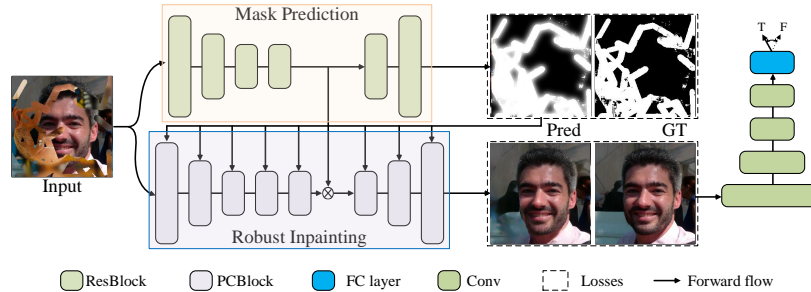 Mask Prediction
T F
Input
Pred GT
Robust Inpainting
ResBlock PCBlock FC layer Conv Losses Forward flow